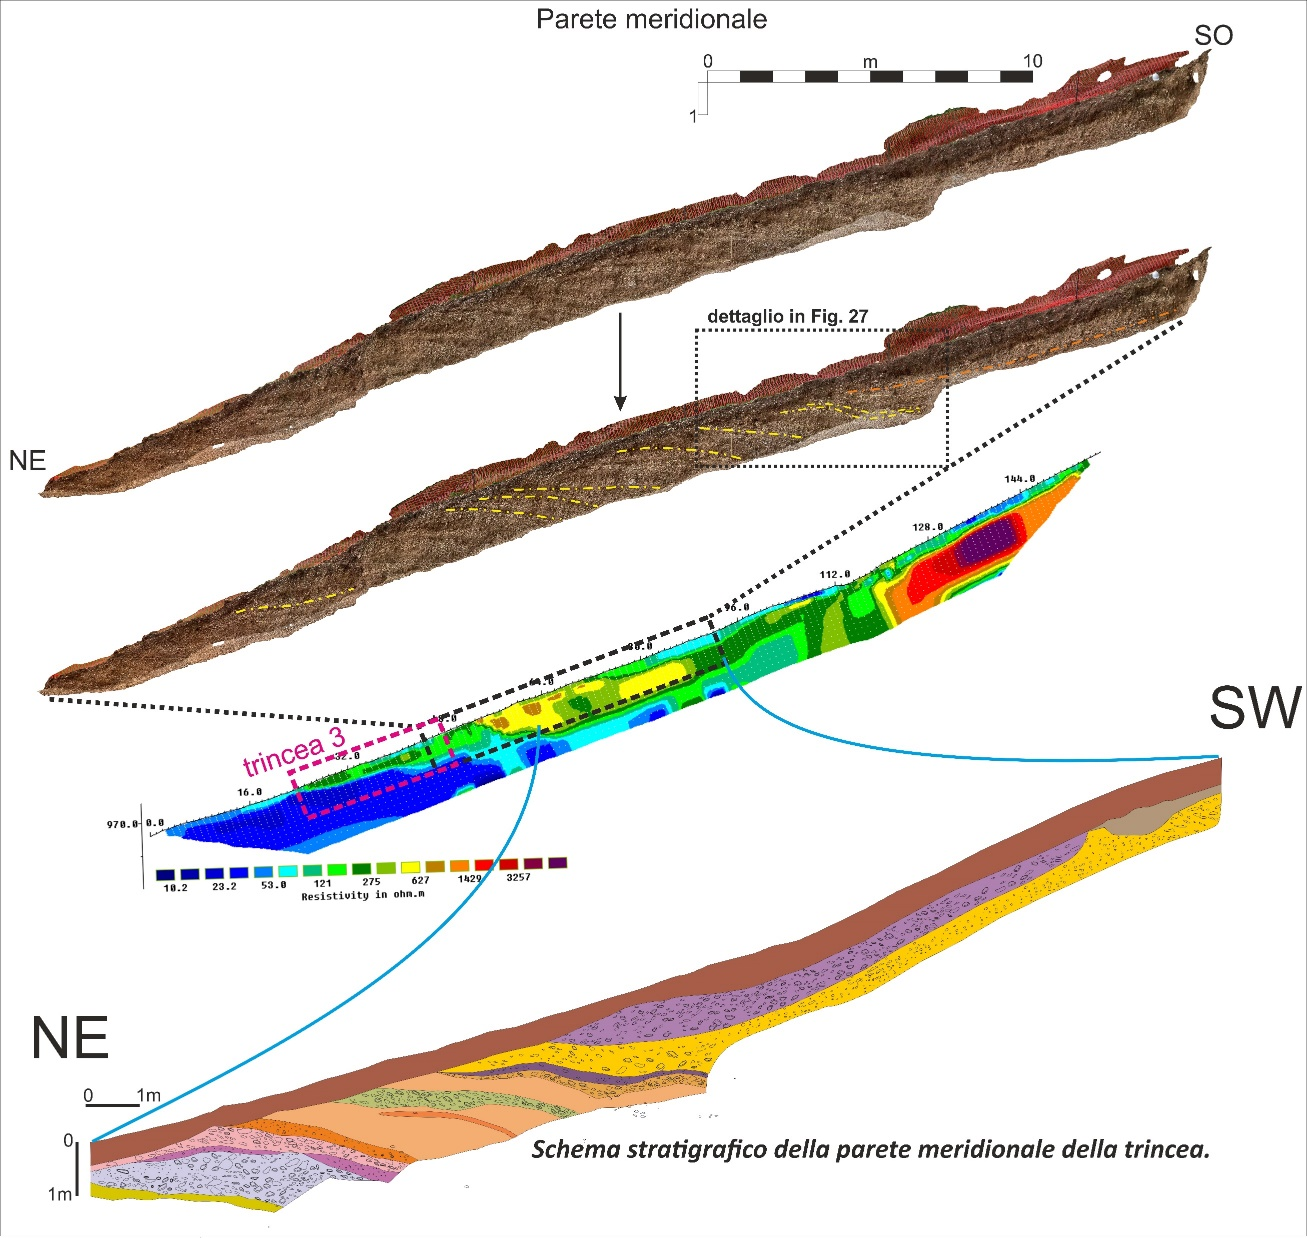 Parete meridionale
SO
0 m 10
1
dettaglio in Fig. 27
NE
144.0
128.0
112.0
96.0
80.0
trincea 3
32.0
16.0
970.0 0.0
SW
10.2 23.2 53.0 121 275 627 1429 3257
Resistivity in ohm.m
NE
0 1m
0
1m
Schema stratigrafico della parete meridionale della trincea.